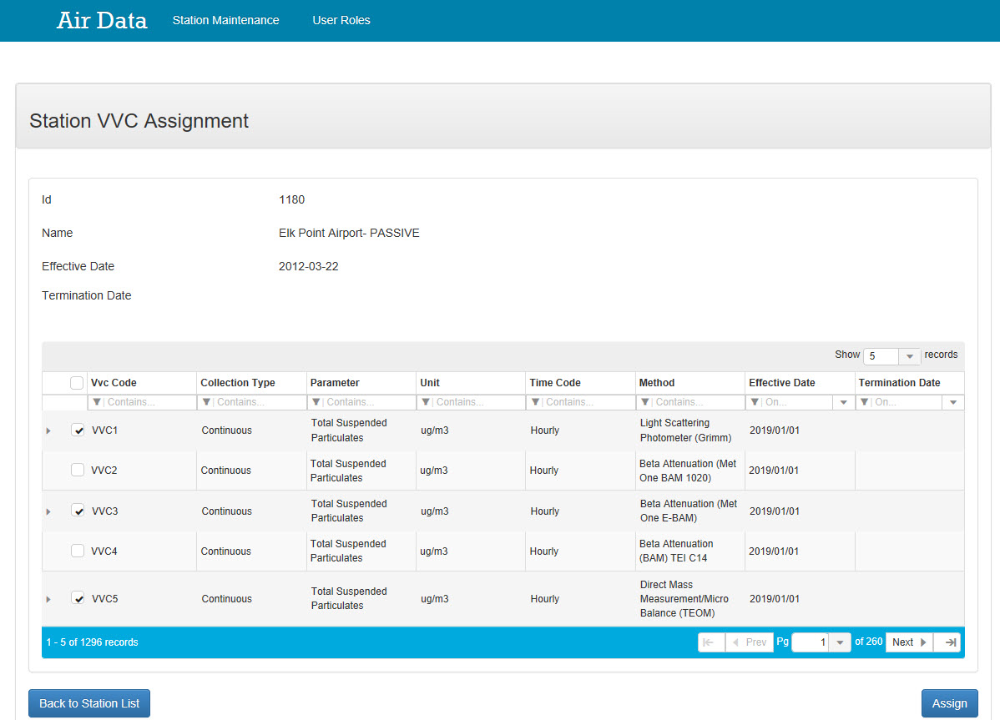 Air Data Station Maintenance User Roles
Station VVC Assignment
Id 1180
Name Elk Point Airport- PASSIVE
Effective Date 2012-03-22
Termination Date
Show 5 records
Vvc Code Collection Type Parameter Unit Time Code Method Effective Date Termination Date
Contains... Contains... Contains... Contains... Contains... Contains... On... On...
VVC1 Continuous Total Suspended Particulates ug/m3 Hourly Light Scattering Photometer (Grimm) 2019/01/01
VVC2 Continuous Total Suspended Particulates ug/m3 Hourly Beta Attenuation (Met One BAM 1020) 2019/01/01
VVC3 Continuous Total Suspended Particulates ug/m3 Hourly Beta Attenuation (Met One E-BAM) 2019/01/01
VVC4 Continuous Total Suspended Particulates ug/m3 Hourly Beta Attenuation (BAM) TEI C14 2019/01/01
VVC5 Continuous Total Suspended Particulates ug/m3 Hourly Direct Mass Measurement/Micro Balance (TEOM) 2019/01/01
1 - 5 of 1296 records Prev Pg 1 of 260 Next
Back to Station List Assign